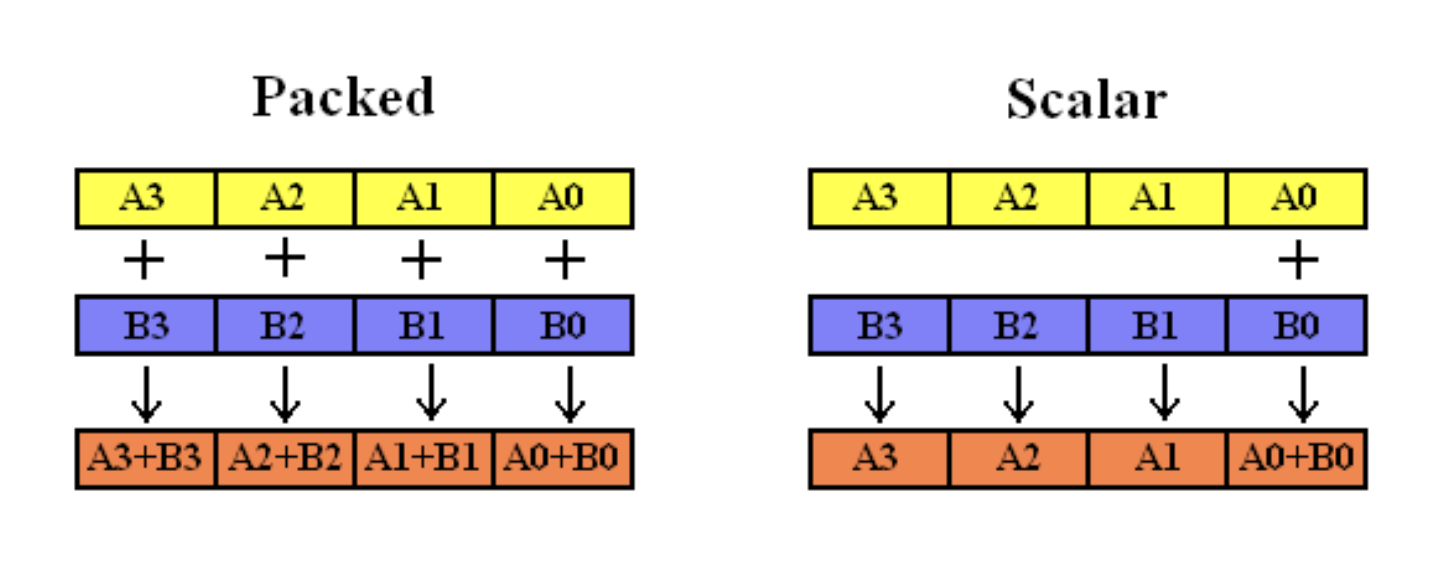 Packed
A3 A2 A1 A0
+ + + +
B3 B2 B1 B0
A3+B3 A2+B2 A1+B1 A0+B0
Scalar
A3 A2 A1 A0
+
B3 B2 B1 B0
A3 A2 A1 A0+B0